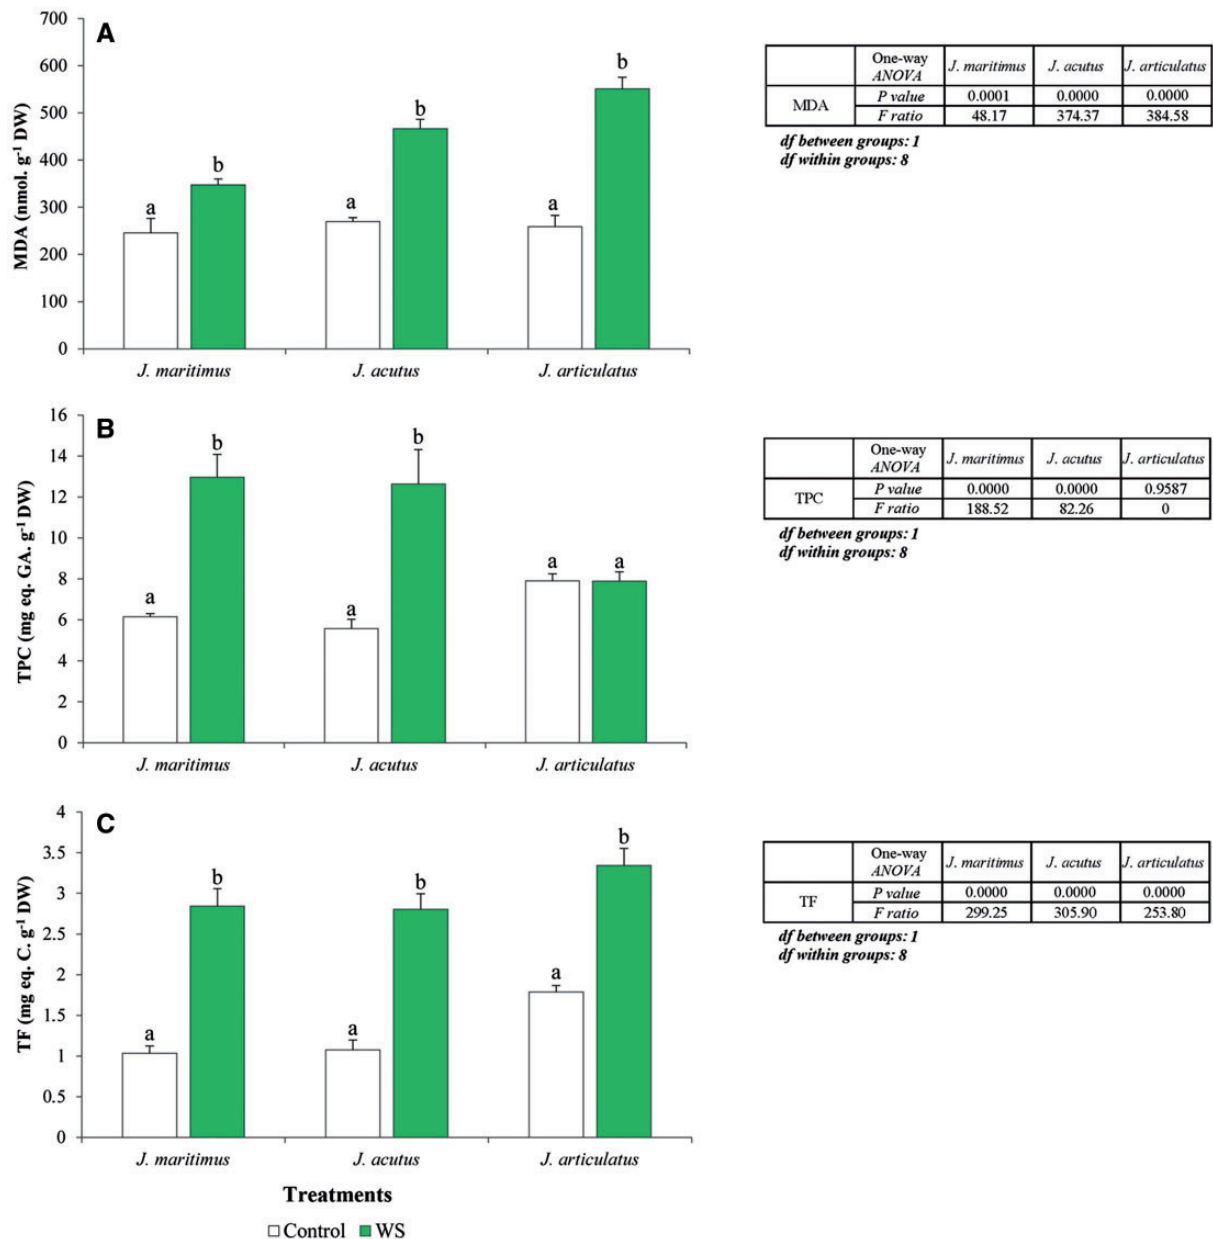 A
700
600
500
400
300
200
100
0
MDA (nmol. g-1 DW)
a
b
a
b
a
b
J. maritimus
J. acutus
J. articulatus
One-way ANOVA J. maritimus J. acutus J. articulatus
MDA
P value 0.0001 0.0000 0.0000
F ratio 48.17 374.37 384.58
df between groups: 1
df within groups: 8
B
16
14
12
10
8
6
4
2
0
TPC (mg eq. GA. g-1 DW)
a
b
a
b
a
a
J. maritimus
J. acutus
J. articulatus
One-way ANOVA J. maritimus J. acutus J. articulatus
TPC
P value 0.0000 0.0000 0.9587
F ratio 188.52 82.26 0
df between groups: 1
df within groups: 8
C
4
3.5
3
2.5
2
1.5
1
0.5
0
TF (mg eq. C. g-1 DW)
a
b
a
b
a
b
J. maritimus
J. acutus
J. articulatus
One-way ANOVA J. maritimus J. acutus J. articulatus
TF
P value 0.0000 0.0000 0.0000
F ratio 299.25 305.90 253.80
df between groups: 1
df within groups: 8
Treatments
Control WS